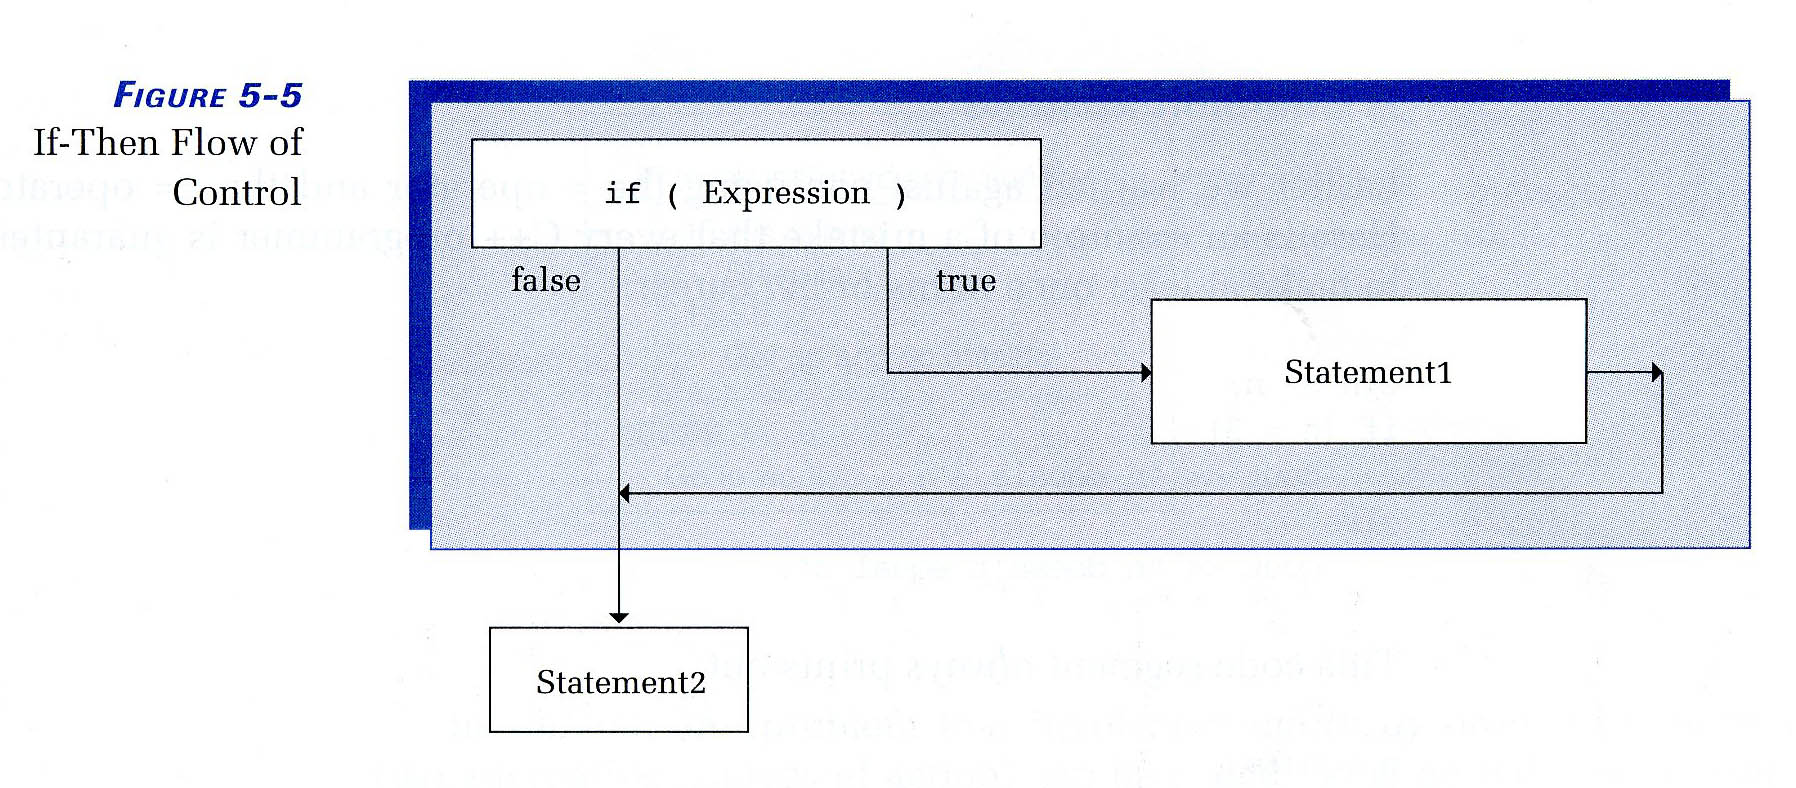 FIGURE 5-5
If-Then Flow of
Control
if ( Expression )
false
true
Statement1
Statement2